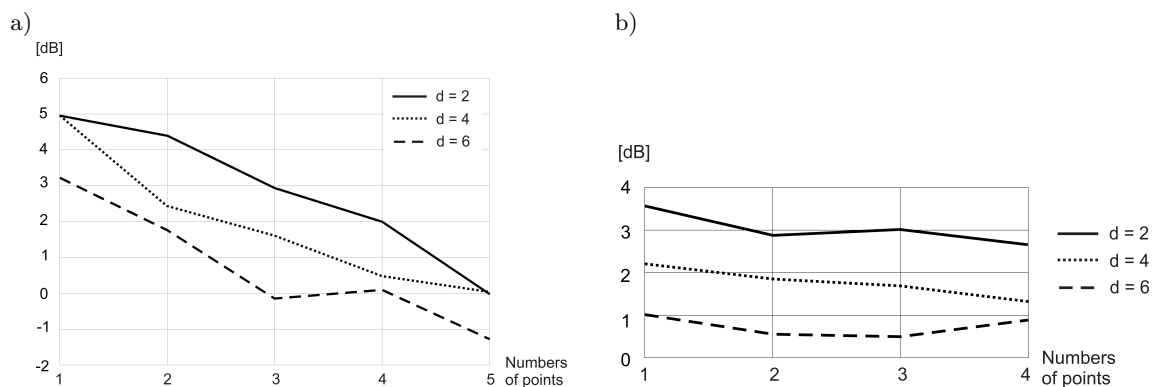 a)
[dB]
6
5
4
3
2
1
0
-1
-2
1 2 3 4 5
Numbers
of points
d = 2
d = 4
d = 6
b)
[dB]
4
3
2
1
0
1 2 3 4
Numbers
of points
d = 2
d = 4
d = 6